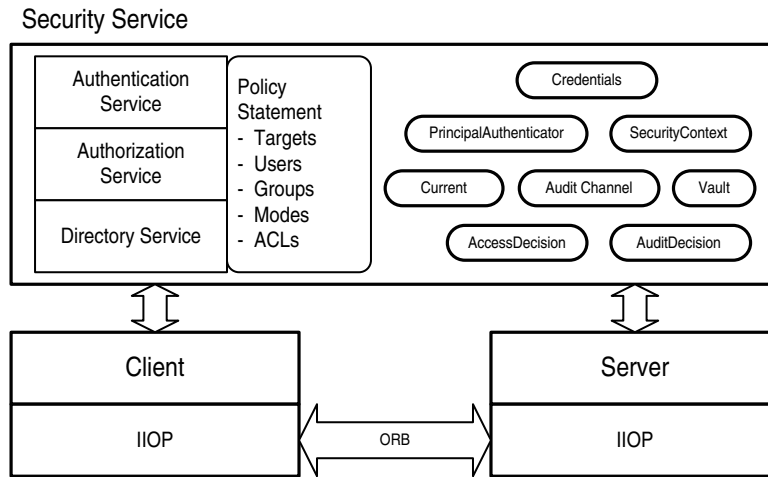 Security Service
Authentication
Service
Authorization
Service
Directory Service
Policy
Statement
- Targets
- Users
- Groups
- Modes
- ACLs
Credentials
PrincipalAuthenticator
SecurityContext
Current
Audit Channel
Vault
AccessDecision
AuditDecision
Client
Server
IIOP
ORB
IIOP